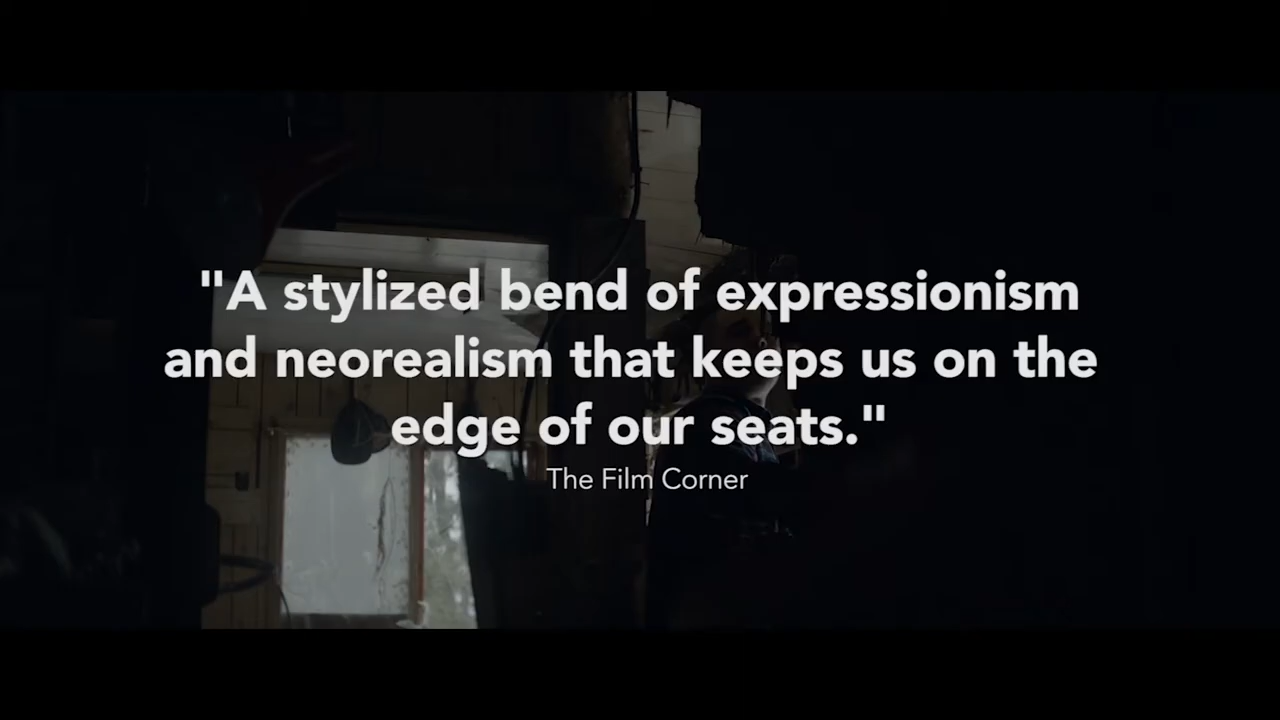 "A stylized bend of expressionism
and neorealism that keeps us on the
edge of our seats."
The Film Corner